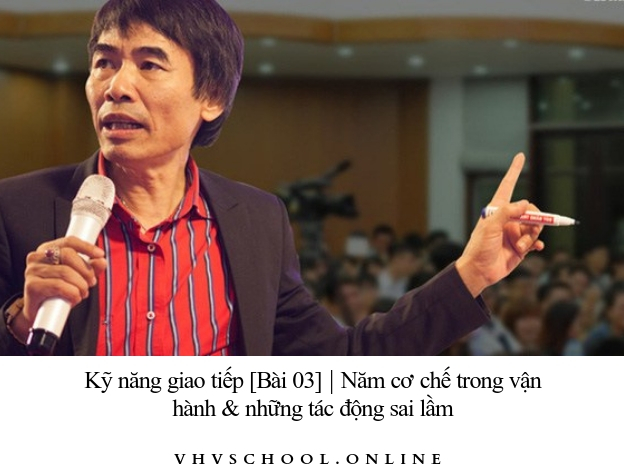 Kỹ năng giao tiếp [Bài 03] | Năm cơ chế trong vận
hành & những tác động sai lầm
VHVSCHOOL.ONLINE